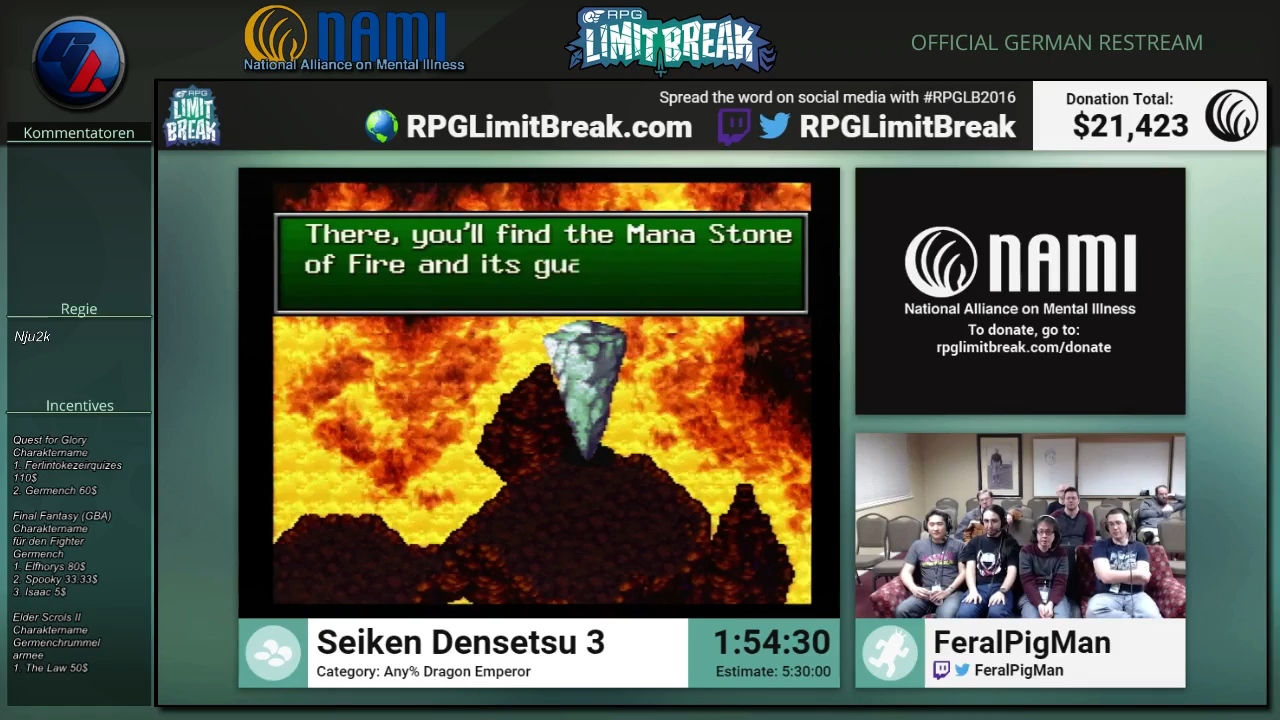 NAMI
National Alliance on Mental Illness
RPG
LIMIT BREAK
OFFICIAL GERMAN RESTREAM
Kommentatoren
Regie
Nju2k
Incentives
Quest for Glory
Charaktername
1. Ferlintokezeirquizes
110$
2. Germench 60$
Final Fantasy (GBA)
Charaktername
für den Fighter
Germench
1. Elfhorys 80$
2. Spooky 33.33$
3. Isaac 5$
Elder Scrolls II
Charaktername
Germenchrummel
armee
1. The Law 50$
RPG
LIMIT
BREAK
Spread the word on social media with #RPGLB2016
RPGLimitBreak.com
RPGLimitBreak
Donation Total:
$21,423
There, you'll find the Mana Stone
of Fire and its gua
NAMI
National Alliance on Mental Illness
To donate, go to:
rpglimitbreak.com/donate
Seiken Densetsu 3
Category: Any% Dragon Emperor
1:54:30
Estimate: 5:30:00
FeralPigMan
FeralPigMan